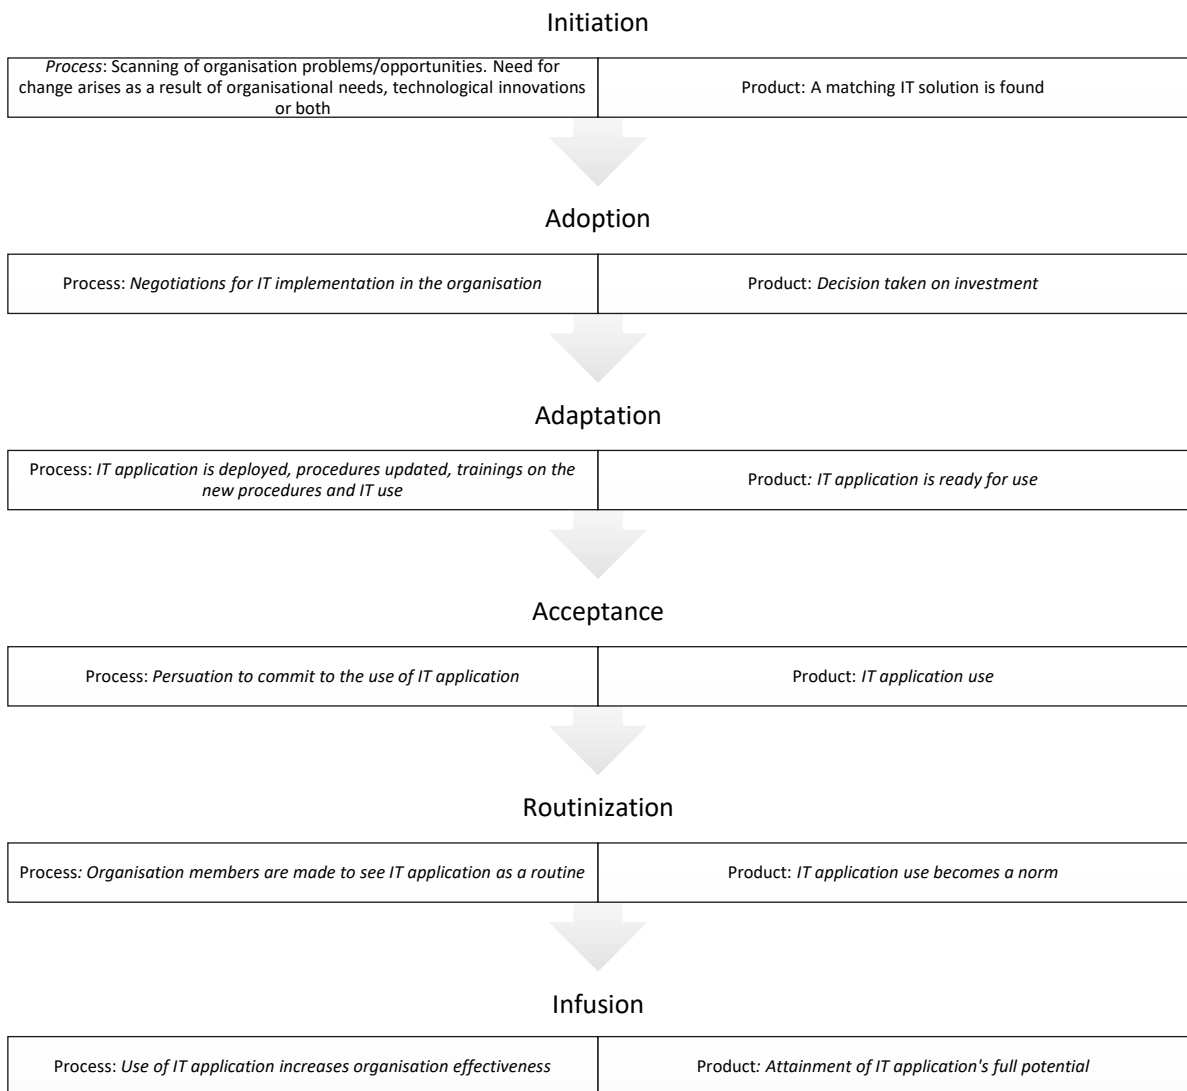 Initiation
Process: Scanning of organisation problems/opportunities. Need for
change arises as a result of organisational needs, technological innovations
or both
Product: A matching IT solution is found
Adoption
Process: Negotiations for IT implementation in the organisation
Product: Decision taken on investment
Adaptation
Process: IT application is deployed, procedures updated, trainings on the
new procedures and IT use
Product: IT application is ready for use
Acceptance
Process: Persuation to commit to the use of IT application
Product: IT application use
Routinization
Process: Organisation members are made to see IT application as a routine
Product: IT application use becomes a norm
Infusion
Process: Use of IT application increases organisation effectiveness
Product: Attainment of IT application's full potential